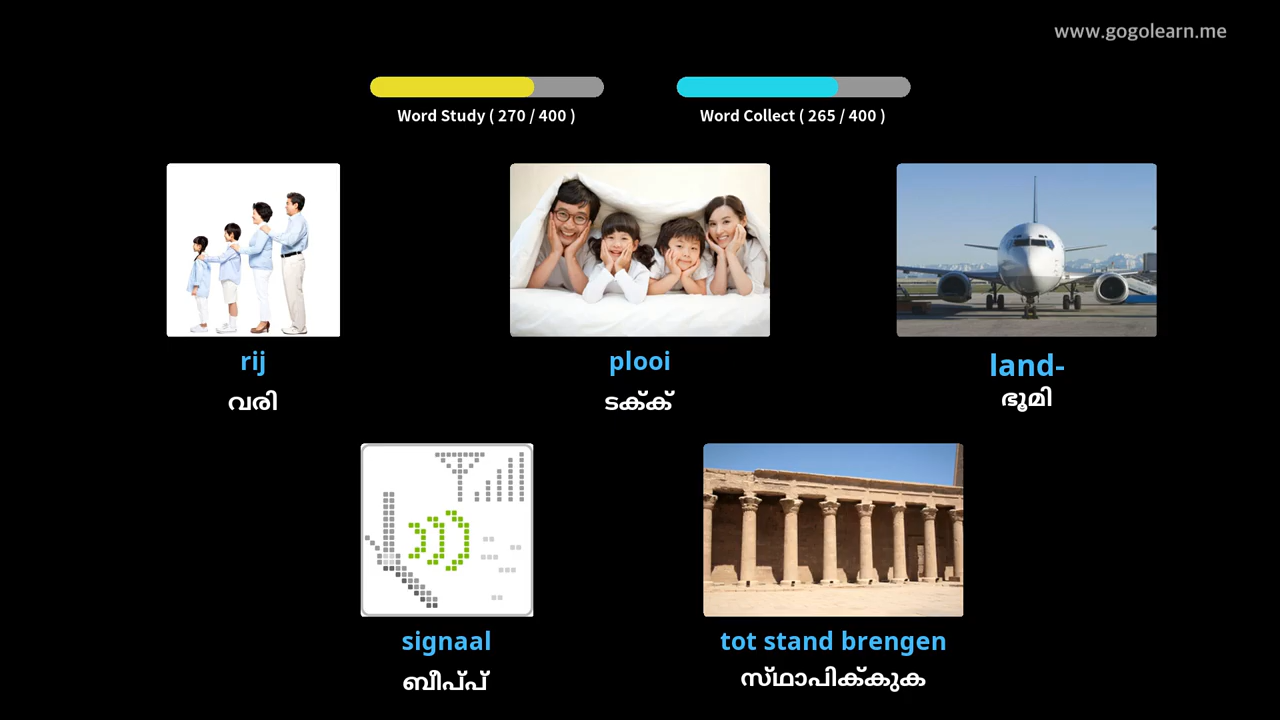 www.gogolearn.me
Word Study ( 270 / 400 )
Word Collect ( 265 / 400 )
rij
വരി
plooi
ടക്ക്
land-
ഭൂമി
signaal
ബീപ്പ്
tot stand brengen
സ്ഥാപിക്കുക